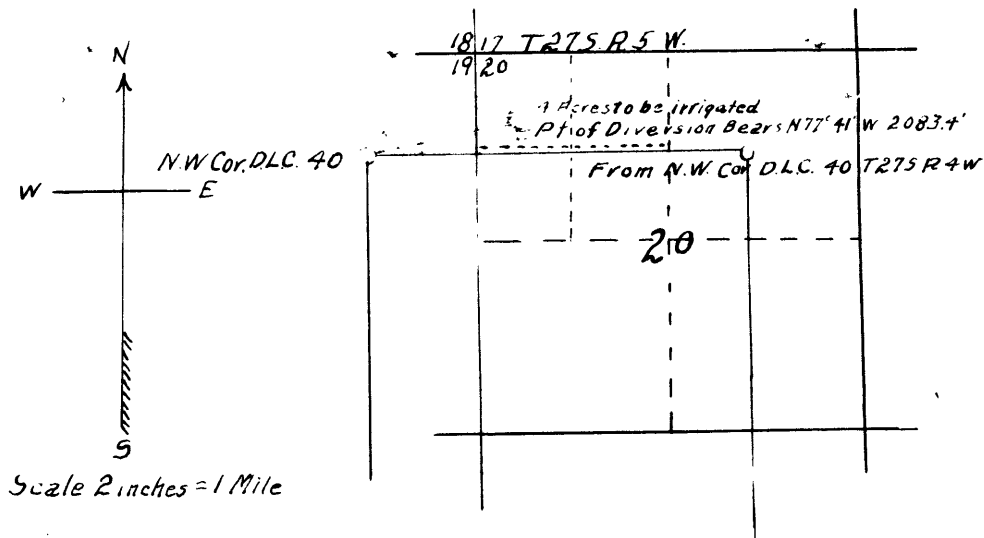 N
18 17 T27S. R5 W.
19 20
4 Acres to be irrigated
Pt. of Diversion Bears N77°41'W 2083.4'
N.W Cor. D.L.C. 40
From N.W. Cor D.L.C. 40 T27S R4W
W E
20
S
Scale 2 inches = 1 Mile